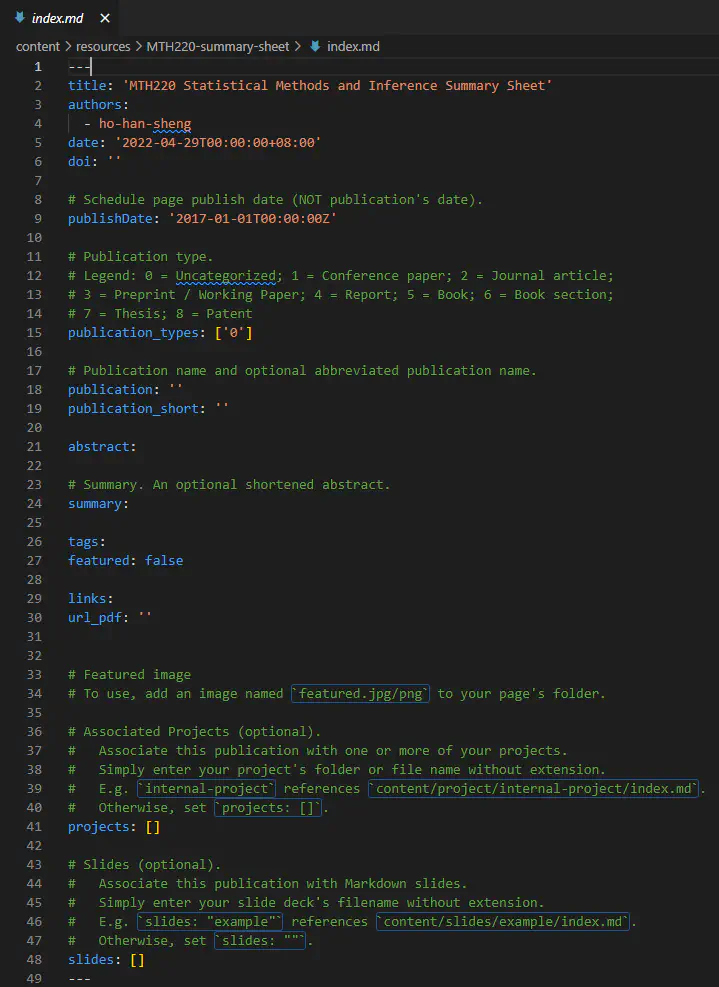 index.md ×
content > resources > MTH220-summary-sheet > index.md
1 ---
2 title: 'MTH220 Statistical Methods and Inference Summary Sheet'
3 authors:
4   - ho-han-sheng
5 date: '2022-04-29T00:00:00+08:00'
6 doi: ''
7
8 # Schedule page publish date (NOT publication's date).
9 publishDate: '2017-01-01T00:00:00Z'
10
11 # Publication type.
12 # Legend: 0 = Uncategorized; 1 = Conference paper; 2 = Journal article;
13 # 3 = Preprint / Working Paper; 4 = Report; 5 = Book; 6 = Book section;
14 # 7 = Thesis; 8 = Patent
15 publication_types: ['0']
16
17 # Publication name and optional abbreviated publication name.
18 publication: ''
19 publication_short: ''
20
21 abstract:
22
23 # Summary. An optional shortened abstract.
24 summary:
25
26 tags:
27 featured: false
28
29 links:
30 url_pdf: ''
31
32
33 # Featured image
34 # To use, add an image named `featured.jpg/png` to your page's folder.
35
36 # Associated Projects (optional).
37 #   Associate this publication with one or more of your projects.
38 #   Simply enter your project's folder or file name without extension.
39 #   E.g. `internal-project` references `content/project/internal-project/index.md`.
40 #   Otherwise, set `projects: []`.
41 projects: []
42
43 # Slides (optional).
44 #   Associate this publication with Markdown slides.
45 #   Simply enter your slide deck's filename without extension.
46 #   E.g. `slides: "example"` references `content/slides/example/index.md`.
47 #   Otherwise, set `slides: ""`.
48 slides: []
49 ---